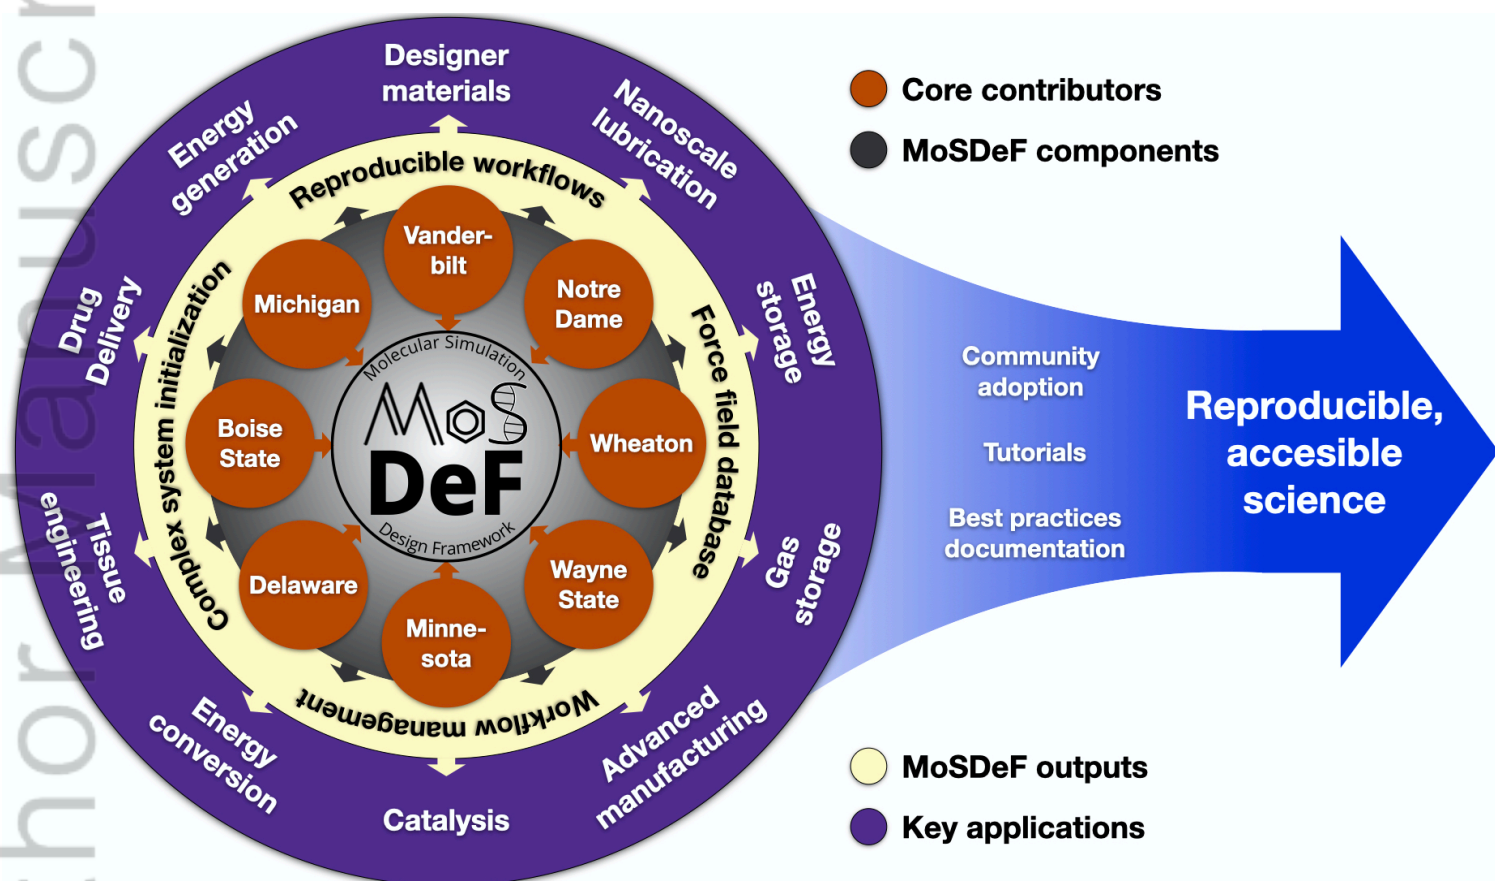 Designer
materials
Nanoscale
lubrication
Energy
storage
Gas
storage
Advanced
manufacturing
Catalysis
Energy
conversion
Tissue
engineering
Drug
Delivery
Energy
generation
Reproducible workflows
Force field database
Workflow management
Complex system initialization
Vander-
bilt
Notre
Dame
Wheaton
Wayne
State
Minne-
sota
Delaware
Boise
State
Michigan
Molecular Simulation
MoS
DeF
Design Framework
Core contributors
MoSDeF components
Community
adoption
Tutorials
Best practices
documentation
Reproducible,
accesible
science
MoSDeF outputs
Key applications
hor Manuscr